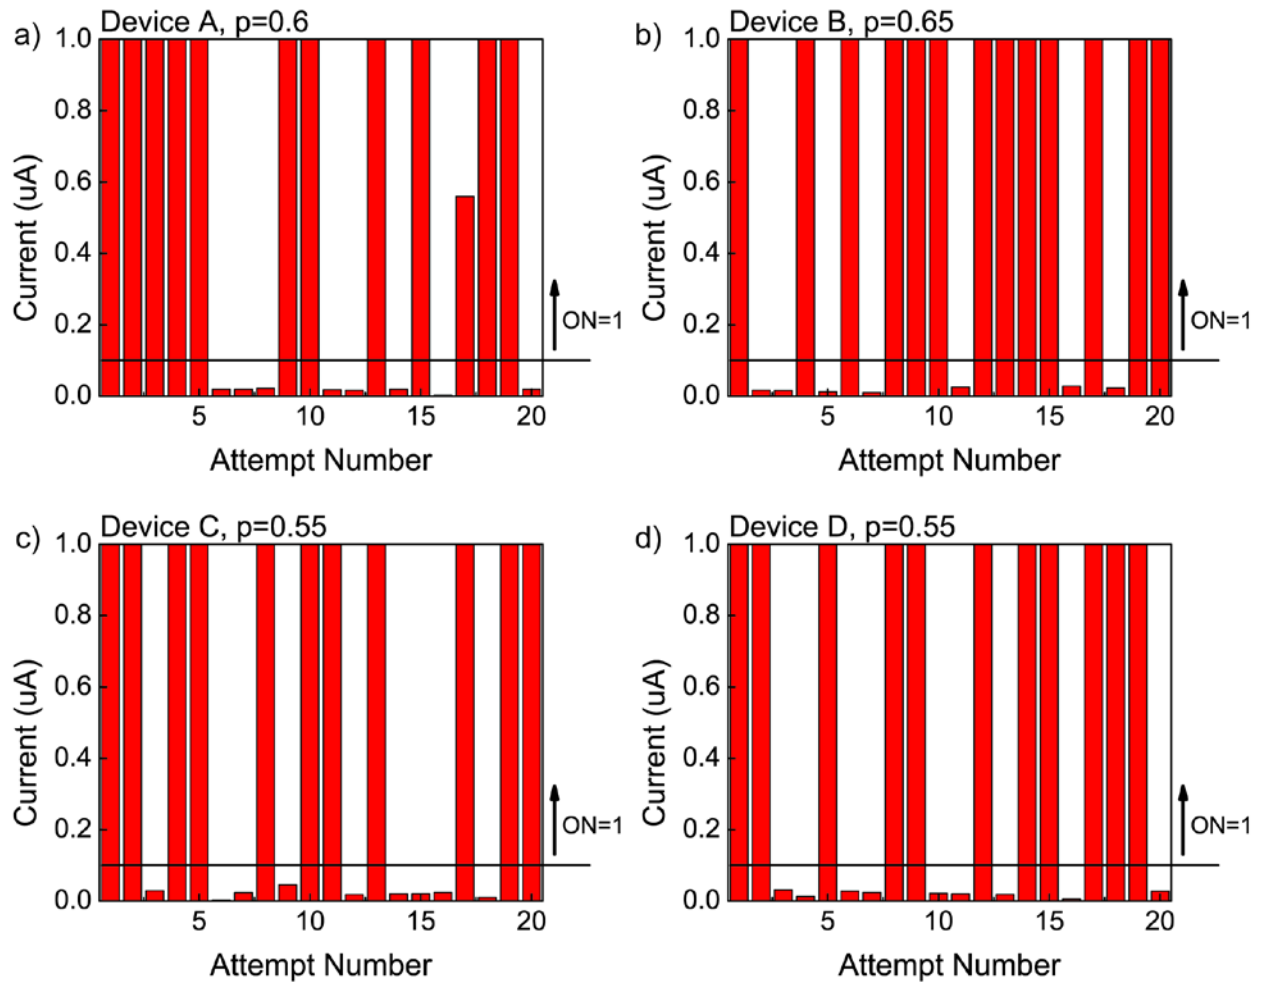 a)
Device A, p=0.6
1.0
0.8
0.6
0.4
0.2
0.0
Current (uA)
ON=1
5 10 15 20
Attempt Number
b)
Device B, p=0.65
1.0
0.8
0.6
0.4
0.2
0.0
Current (uA)
ON=1
5 10 15 20
Attempt Number
c)
Device C, p=0.55
1.0
0.8
0.6
0.4
0.2
0.0
Current (uA)
ON=1
5 10 15 20
Attempt Number
d)
Device D, p=0.55
1.0
0.8
0.6
0.4
0.2
0.0
Current (uA)
ON=1
5 10 15 20
Attempt Number